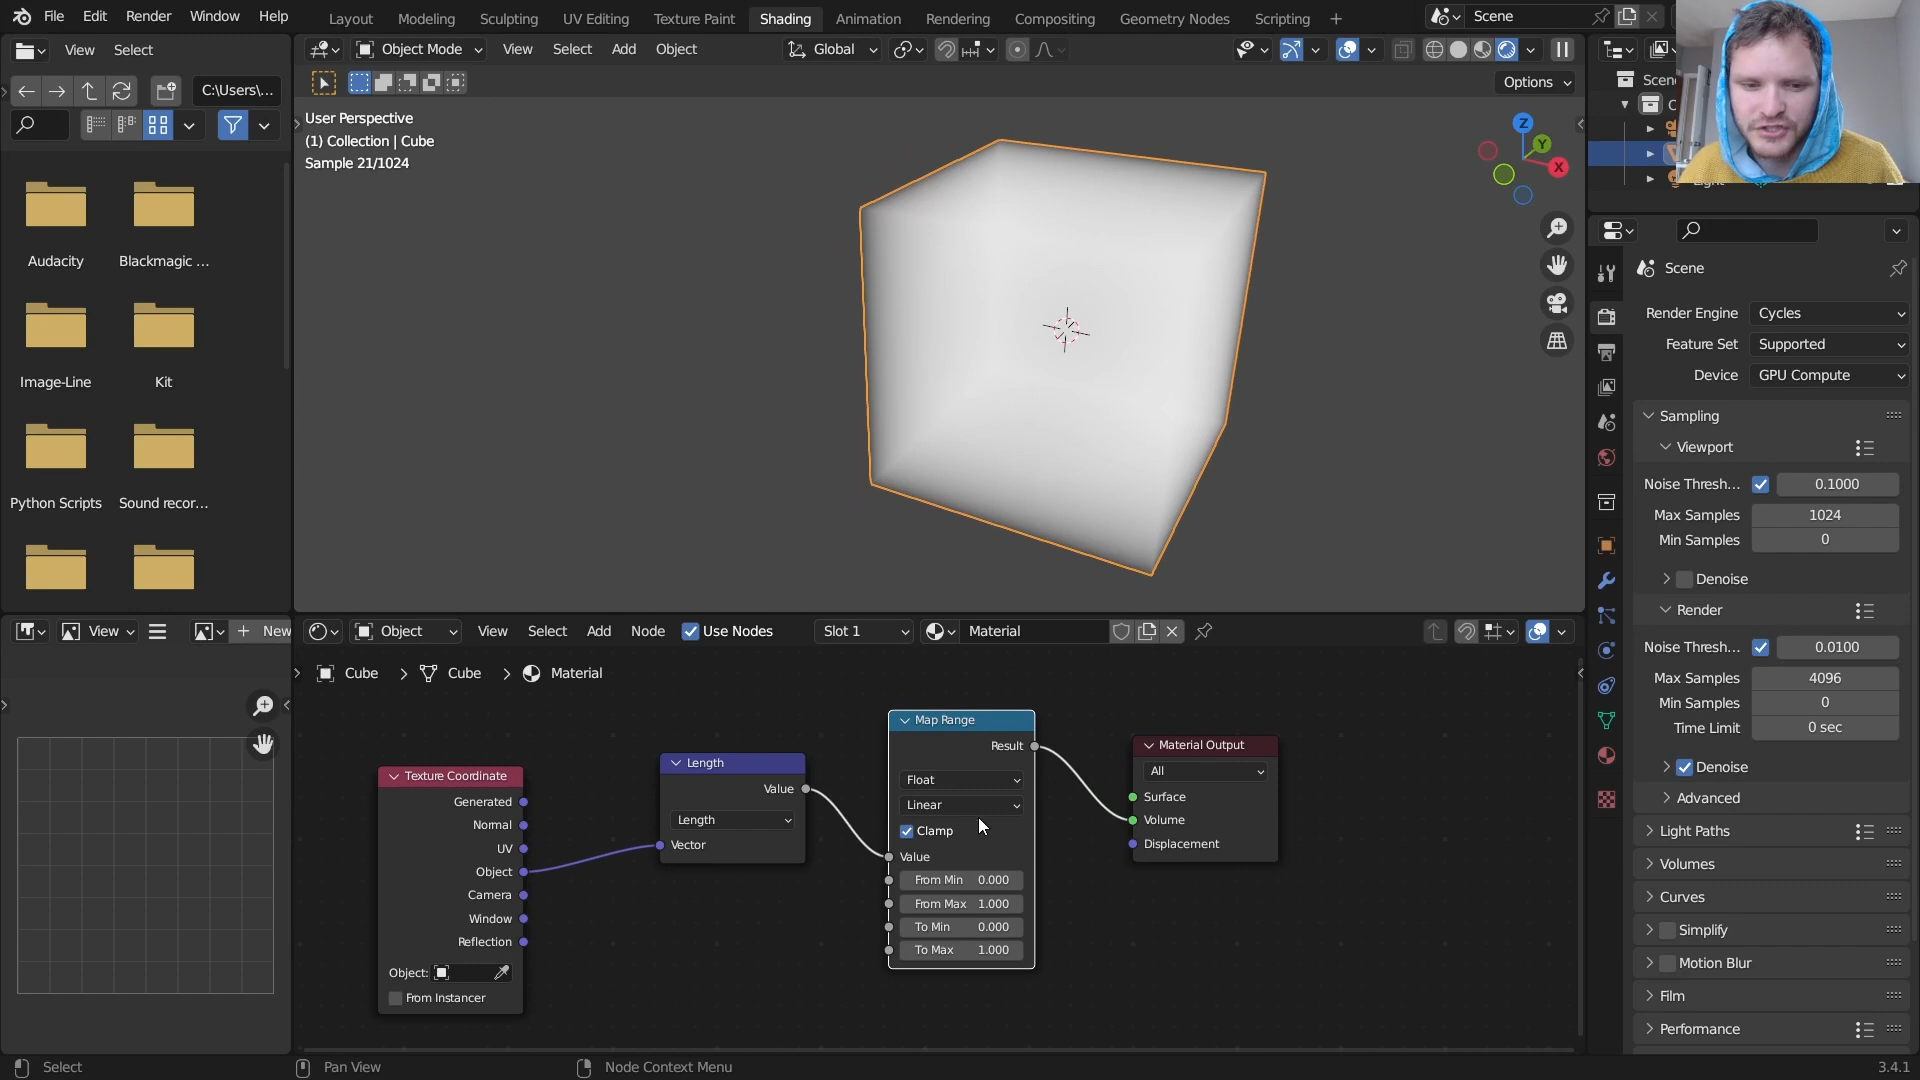 File Edit Render Window Help Layout Modeling Sculpting UV Editing Texture Paint Shading Animation Rendering Compositing Geometry Nodes Scripting + Scene
View Select
Object Mode View Select Add Object Global
C:\Users\...
Options
User Perspective
(1) Collection | Cube
Sample 21/1024
Z
Y
X
Audacity
Blackmagic ...
Image-Line
Kit
Python Scripts
Sound recor...
Scene
Render Engine Cycles
Feature Set Supported
Device GPU Compute
Sampling
Viewport
Noise Thresh... 0.1000
Max Samples 1024
Min Samples 0
Denoise
Render
Noise Thresh... 0.0100
Max Samples 4096
Min Samples 0
Time Limit 0 sec
Denoise
Advanced
Light Paths
Volumes
Curves
Simplify
Motion Blur
Film
Performance
View + New
Object View Select Add Node Use Nodes Slot 1 Material
Cube > Cube > Material
Texture Coordinate
Generated
Normal
UV
Object
Camera
Window
Reflection
Object:
From Instancer
Length
Value
Length
Vector
Map Range
Result
Float
Linear
Clamp
Value
From Min 0.000
From Max 1.000
To Min 0.000
To Max 1.000
Material Output
All
Surface
Volume
Displacement
Select
Pan View
Node Context Menu
3.4.1